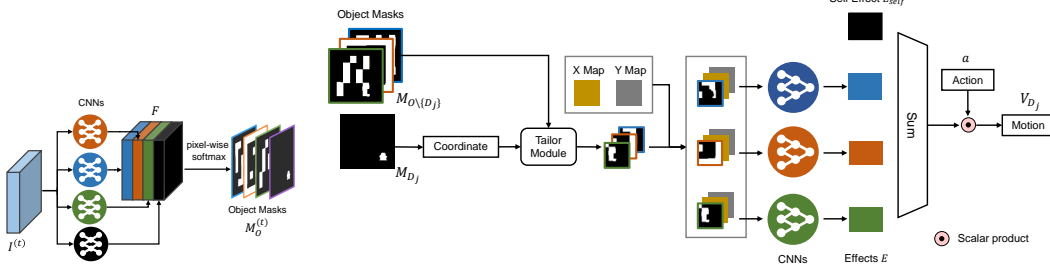 CNNs
F
pixel-wise
softmax
I^{(t)}
Object Masks
M_O^{(t)}
Object Masks
M_{O\{D_j}}
M_{D_j}
Coordinate
Tailor
Module
X Map
Y Map
CNNs
Effects E
Sum
a
Action
V_{D_j}
Motion
Scalar product